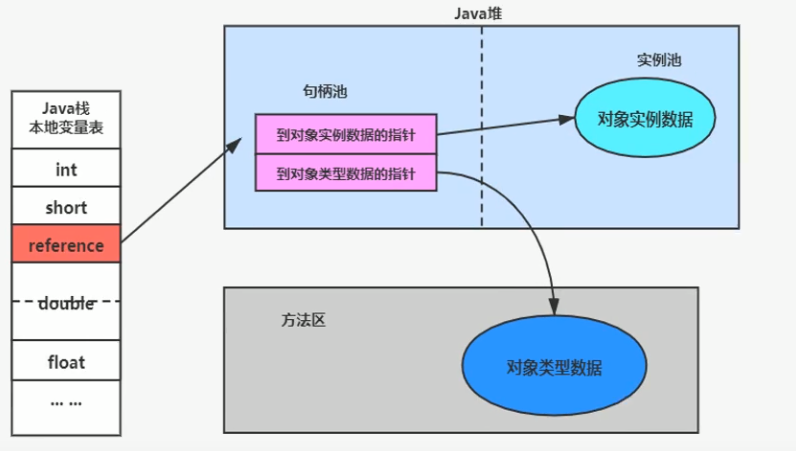 Java堆
Java栈
本地变量表
int
short
reference
double
float
... ...
句柄池
到对象实例数据的指针
到对象类型数据的指针
实例池
对象实例数据
方法区
对象类型数据